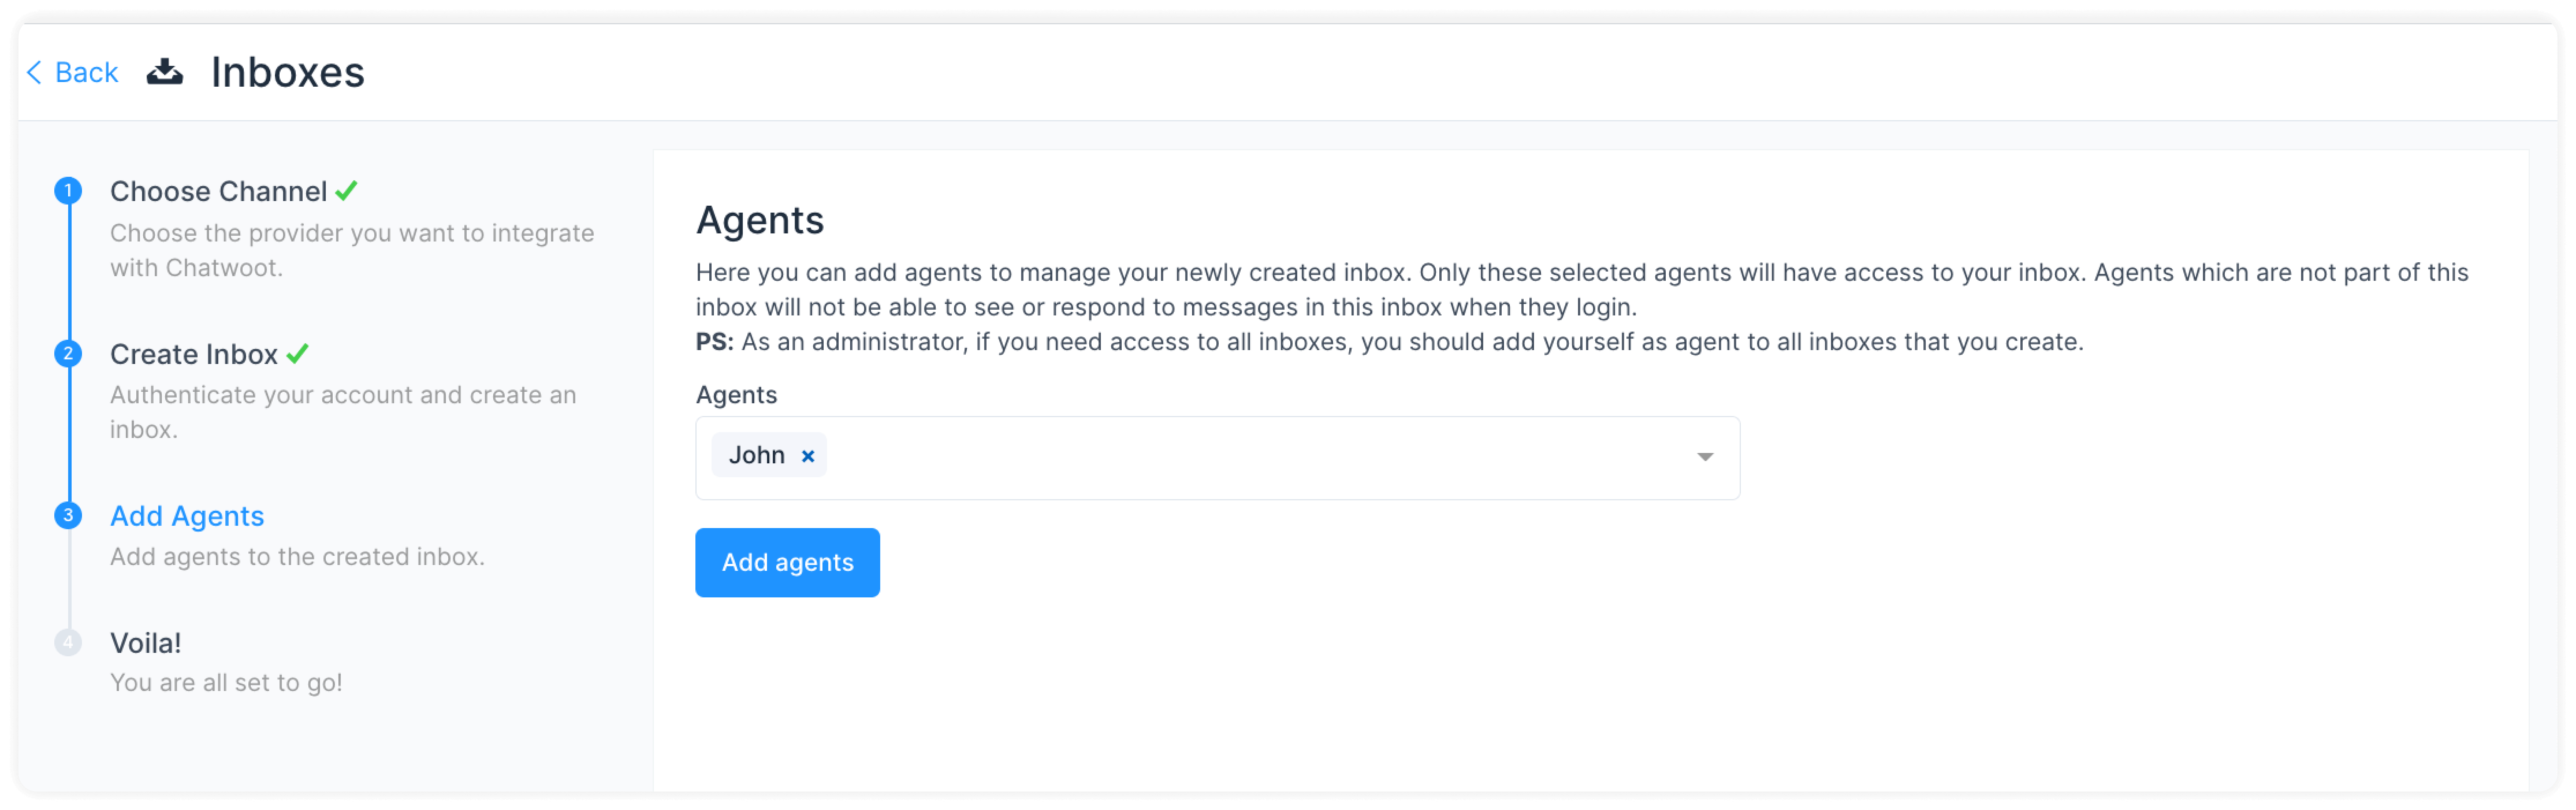 Back Inboxes
1 Choose Channel
Choose the provider you want to integrate
with Chatwoot.
2 Create Inbox
Authenticate your account and create an
inbox.
3 Add Agents
Add agents to the created inbox.
4 Voila!
You are all set to go!
Agents
Here you can add agents to manage your newly created inbox. Only these selected agents will have access to your inbox. Agents which are not part of this
inbox will not be able to see or respond to messages in this inbox when they login.
PS: As an administrator, if you need access to all inboxes, you should add yourself as agent to all inboxes that you create.
Agents
John ×
Add agents